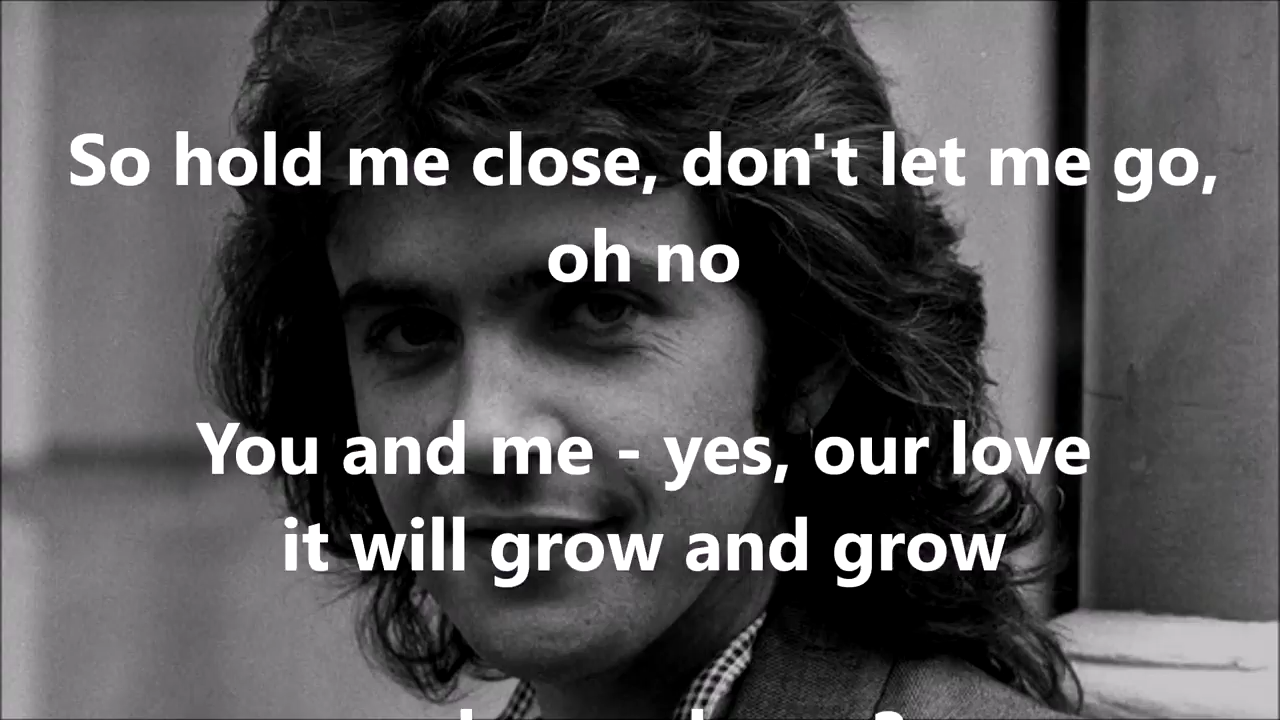 So hold me close, don't let me go,
oh no
You and me - yes, our love
it will grow and grow